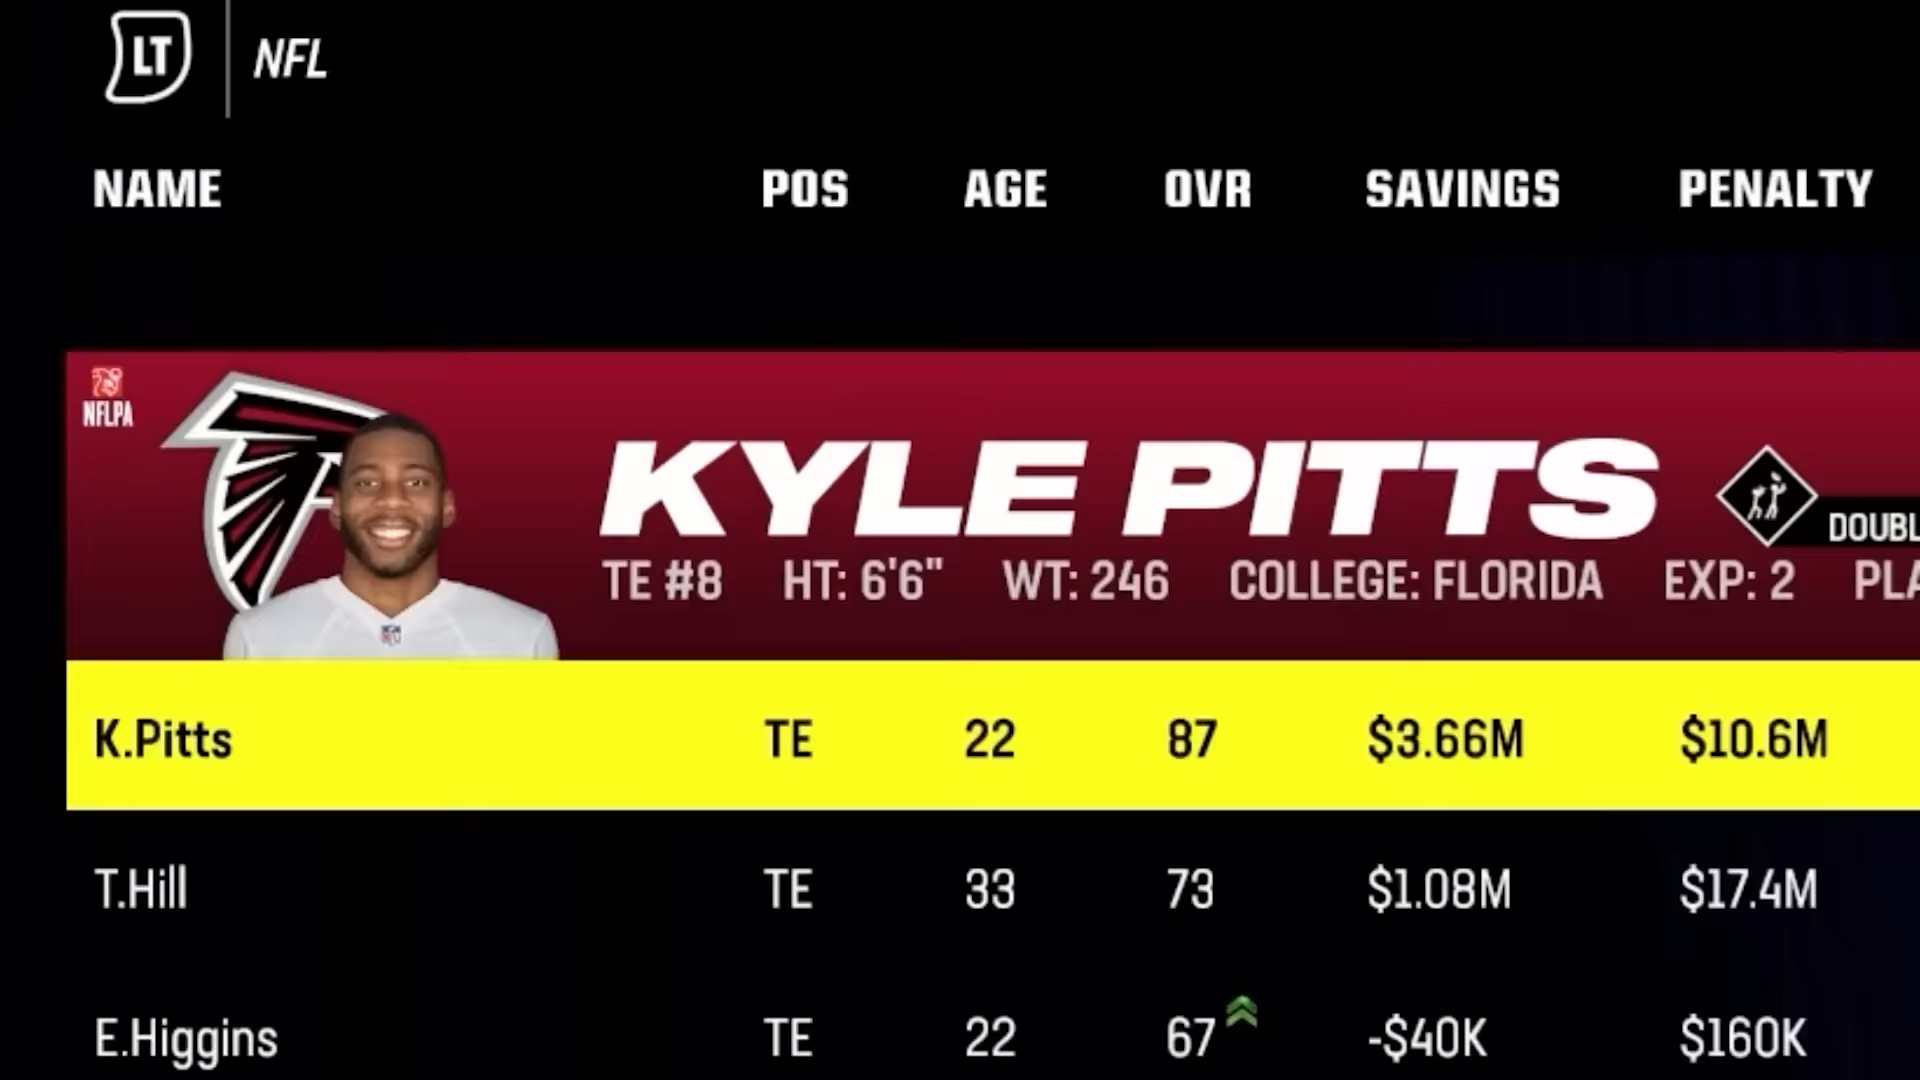 LT NFL
NAME POS AGE OVR SAVINGS PENALTY
NFLPA
KYLE PITTS
DOUBL
TE #8 HT: 6'6" WT: 246 COLLEGE: FLORIDA EXP: 2 PLA
K.Pitts TE 22 87 $3.66M $10.6M
T.Hill TE 33 73 $1.08M $17.4M
E.Higgins TE 22 67 -$40K $160K